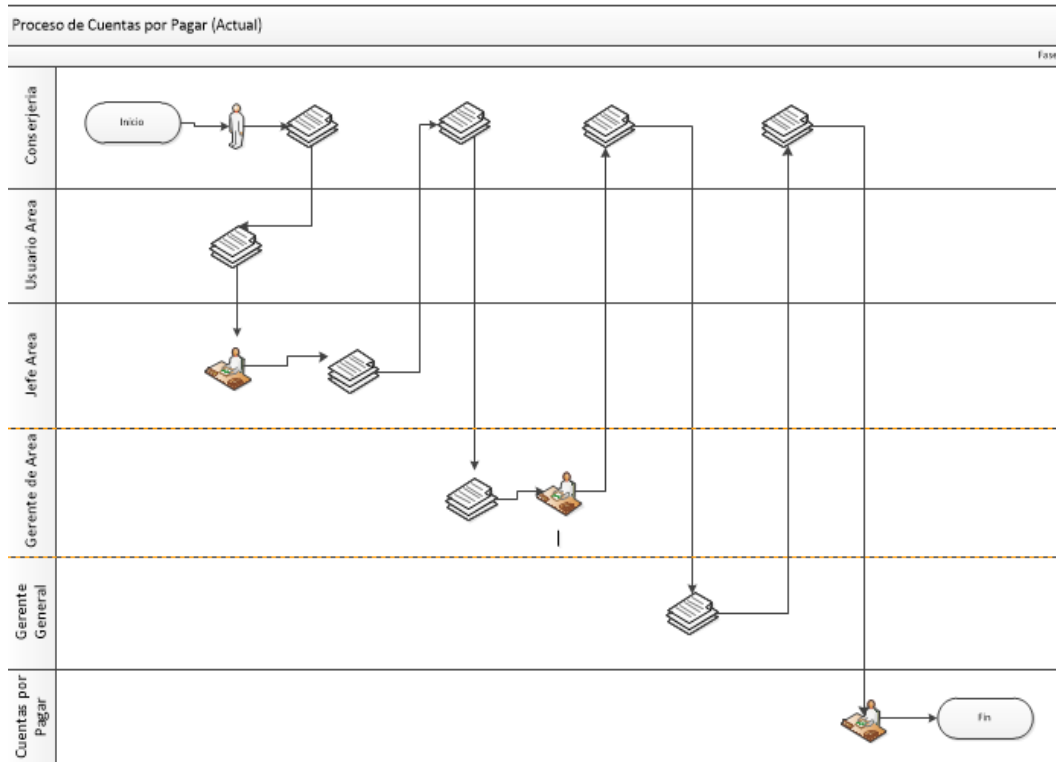 Proceso de Cuentas por Pagar (Actual)
Fase
Conserjeria
Inicio
Usuario Area
Jefe Area
Gerente de Area
Gerente
General
Cuentas por
Pagar
Fin